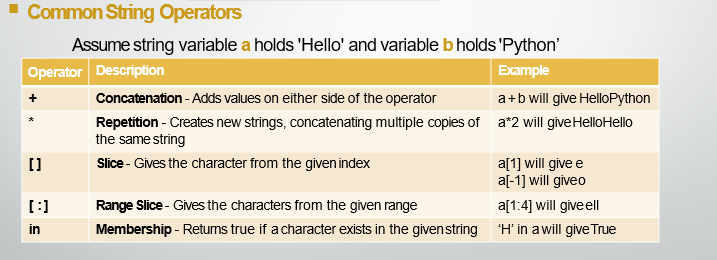 Common String Operators
Assume string variable a holds 'Hello' and variable b holds 'Python’
Operator Description Example
+ Concatenation - Adds values on either side of the operator a + b will give HelloPython
* Repetition - Creates new strings, concatenating multiple copies of a*2 will give HelloHello
the same string
[ ] Slice - Gives the character from the given index a[1] will give e
a[-1] will give o
[ : ] Range Slice - Gives the characters from the given range a[1:4] will give ell
in Membership - Returns true if a character exists in the given string ‘H’ in a will give True